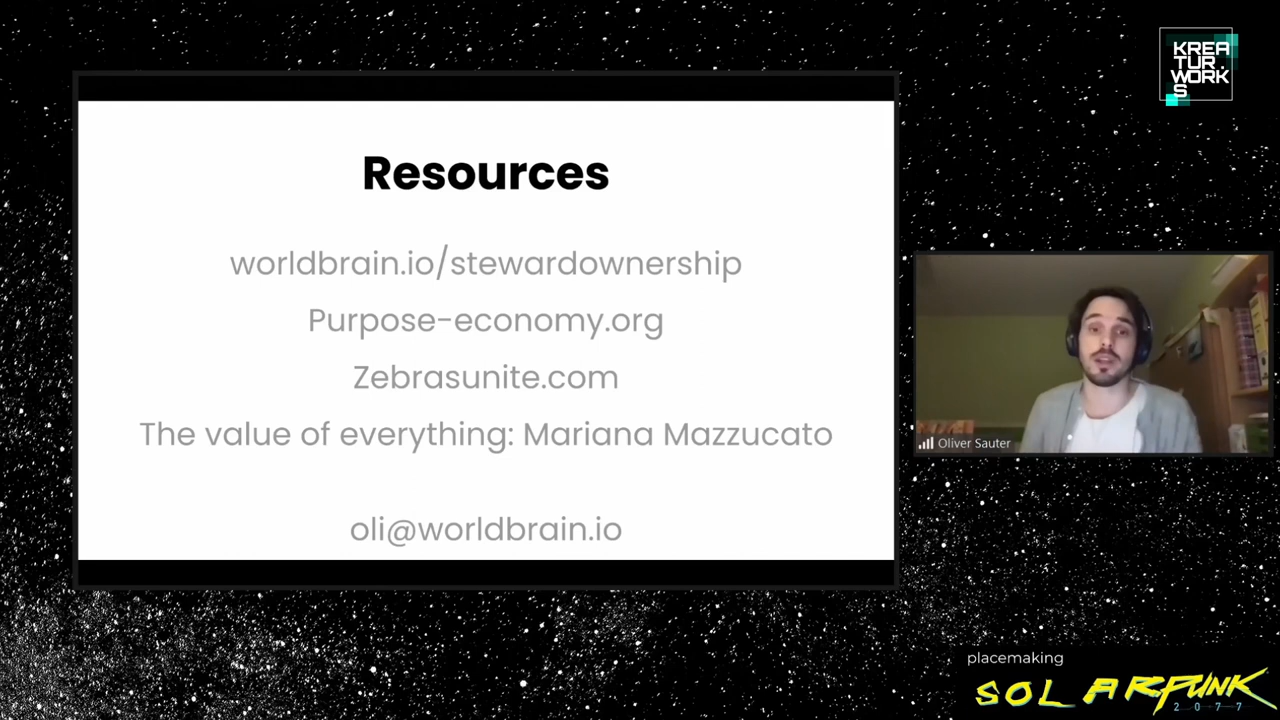 KREA
TUR
WORK
S
Resources
worldbrain.io/stewardownership
Purpose-economy.org
Zebrasunite.com
The value of everything: Mariana Mazzucato
oli@worldbrain.io
Oliver Sauter
placemaking
SOLARPUNK
2077